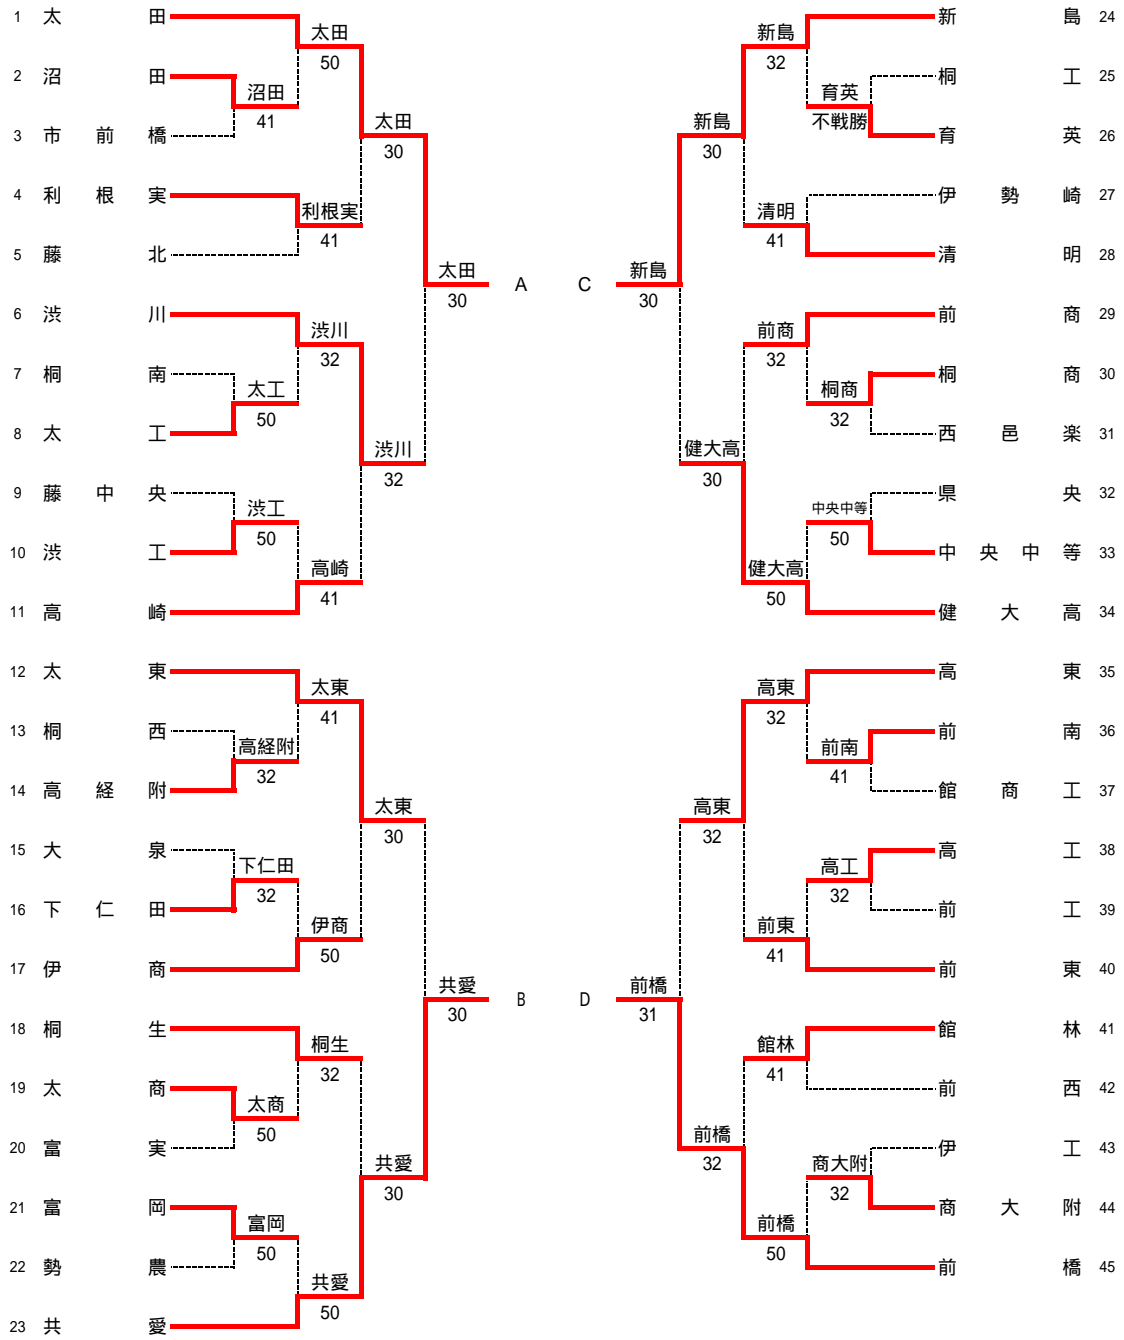 1 太田
2 沼田
3 市前橋
4 利根実
5 藤北
6 渋川
7 桐南
8 太工
9 藤中央
10 渋工
11 高崎
12 太東
13 桐西
14 高経附
15 大泉
16 下仁田
17 伊商
18 桐生
19 太商
20 富実
21 富岡
22 勢農
23 共愛
沼田
41
太工
50
渋工
50
高経附
32
下仁田
32
太商
50
富岡
50
太田
50
利根実
41
渋川
32
高崎
41
太東
41
伊商
50
桐生
32
共愛
50
太田
30
渋川
32
太東
30
共愛
30
太田
30
A
共愛
30
B
C
新島
30
D
前橋
31
新島
30
健大高
30
高東
32
前橋
32
新島
32
清明
41
前商
32
健大高
50
高東
32
前東
41
館林
41
前橋
50
育英
不戦勝
桐商
32
中央中等
50
前南
41
高工
32
商大附
32
新島 24
桐工 25
育英 26
伊勢崎 27
清明 28
前商 29
桐商 30
西邑楽 31
県央 32
中央中等 33
健大高 34
高東 35
前南 36
館商工 37
高工 38
前工 39
前東 40
館林 41
前西 42
伊工 43
商大附 44
前橋 45